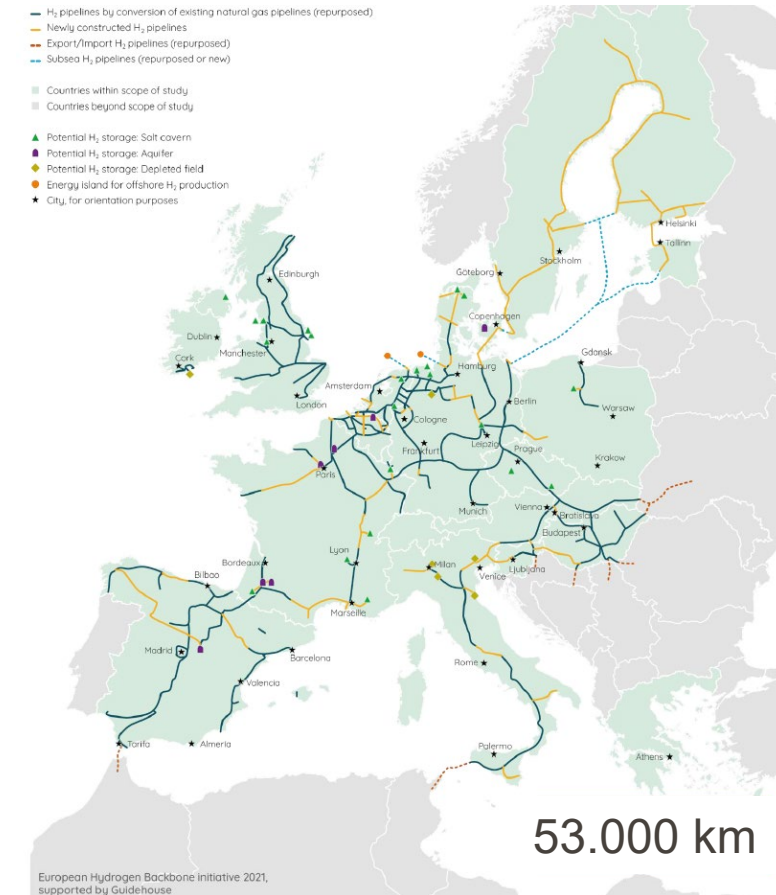 H₂ pipelines by conversion of existing natural gas pipelines (repurposed)
Newly constructed H₂ pipelines
Export/Import H₂ pipelines (repurposed)
Subsea H₂ pipelines (repurposed or new)
Countries within scope of study
Countries beyond scope of study
Potential H₂ storage: Salt cavern
Potential H₂ storage: Aquifer
Potential H₂ storage: Depleted field
Energy island for offshore H₂ production
City, for orientation purposes
Helsinki
Tallinn
Stockholm
Göteborg
Edinburgh
Copenhagen
Dublin
Manchester
Cork
Gdansk
Hamburg
Amsterdam
Berlin
Warsaw
London
Cologne
Leipzig
Frankfurt
Prague
Krakow
Paris
Munich
Vienna
Bratislava
Budapest
Lyon
Bordeaux
Milan
Ljubljana
Venice
Bilbao
Marseille
Madrid
Barcelona
Rome
Valencia
Tarifa
Almería
Palermo
Athens
53.000 km
European Hydrogen Backbone initiative 2021,
supported by Guidehouse